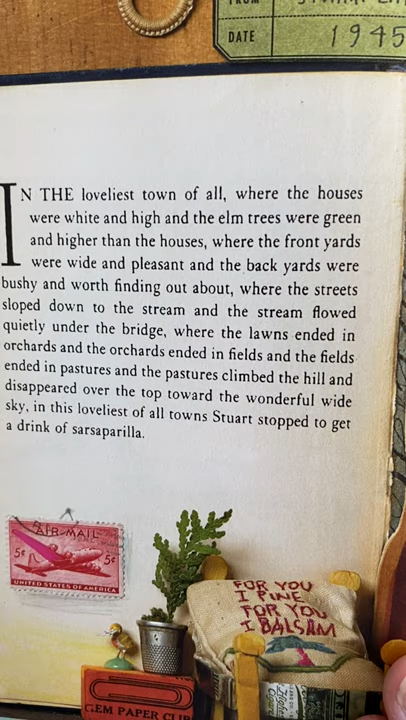 DATE 1945
IN THE loveliest town of all, where the houses
were white and high and the elm trees were green
and higher than the houses, where the front yards
were wide and pleasant and the back yards were
bushy and worth finding out about, where the streets
sloped down to the stream and the stream flowed
quietly under the bridge, where the lawns ended in
orchards and the orchards ended in fields and the fields
ended in pastures and the pastures climbed the hill and
disappeared over the top toward the wonderful wide
sky, in this loveliest of all towns Stuart stopped to get
a drink of sarsaparilla.
AIR MAIL
5¢ 5¢
UNITED STATES OF AMERICA
FOR YOU
I PINE
FOR YOU
I BALSAM
GEM PAPER CLIP